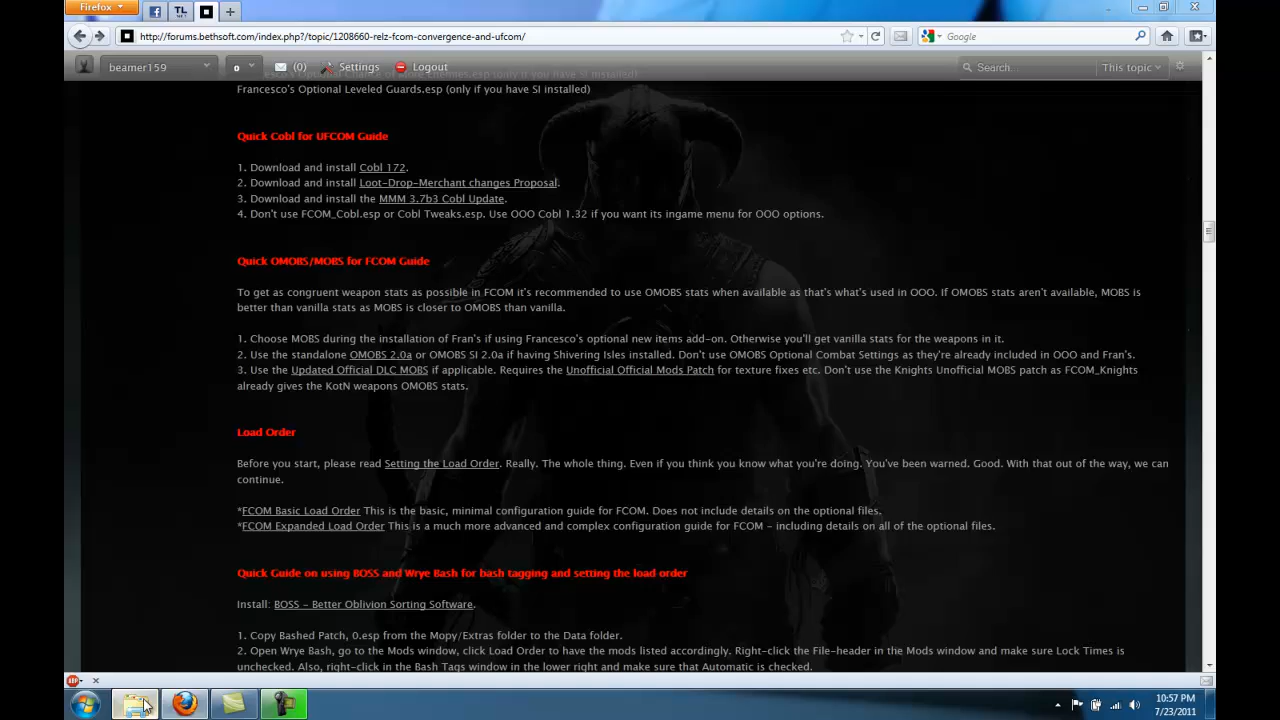 Firefox
TL
http://forums.bethsoft.com/index.php?/topic/1208660-relz-fcom-convergence-and-ufcom/
Google
beamer159
0
(0)
Settings
Logout
Search...
This topic
(only if you have SI installed)
Francesco's Optional Leveled Guards.esp (only if you have SI installed)
Quick Cobl for UFCOM Guide
1. Download and install Cobl 172.
2. Download and install Loot-Drop-Merchant changes Proposal.
3. Download and install the MMM 3.7b3 Cobl Update.
4. Don't use FCOM_Cobl.esp or Cobl Tweaks.esp. Use OOO Cobl 1.32 if you want its ingame menu for OOO options.
Quick OMOBS/MOBS for FCOM Guide
To get as congruent weapon stats as possible in FCOM it's recommended to use OMOBS stats when available as that's what's used in OOO. If OMOBS stats aren't available, MOBS is
better than vanilla stats as MOBS is closer to OMOBS than vanilla.
1. Choose MOBS during the installation of Fran's if using Francesco's optional new items add-on. Otherwise you'll get vanilla stats for the weapons in it.
2. Use the standalone OMOBS 2.0a or OMOBS SI 2.0a if having Shivering Isles installed. Don't use OMOBS Optional Combat Settings as they're already included in OOO and Fran's.
3. Use the Updated Official DLC MOBS if applicable. Requires the Unofficial Official Mods Patch for texture fixes etc. Don't use the Knights Unofficial MOBS patch as FCOM_Knights
already gives the KotN weapons OMOBS stats.
Load Order
Before you start, please read Setting the Load Order. Really. The whole thing. Even if you think you know what you're doing. You've been warned. Good. With that out of the way, we can
continue.
*FCOM Basic Load Order This is the basic, minimal configuration guide for FCOM. Does not include details on the optional files.
*FCOM Expanded Load Order This is a much more advanced and complex configuration guide for FCOM - including details on all of the optional files.
Quick Guide on using BOSS and Wrye Bash for bash tagging and setting the load order
Install: BOSS - Better Oblivion Sorting Software.
1. Copy Bashed Patch, 0.esp from the Mopy/Extras folder to the Data folder.
2. Open Wrye Bash, go to the Mods window, click Load Order to have the mods listed accordingly. Right-click the File-header in the Mods window and make sure Lock Times is
unchecked. Also, right-click in the Bash Tags window in the lower right and make sure that Automatic is checked.
10:57 PM
7/23/2011